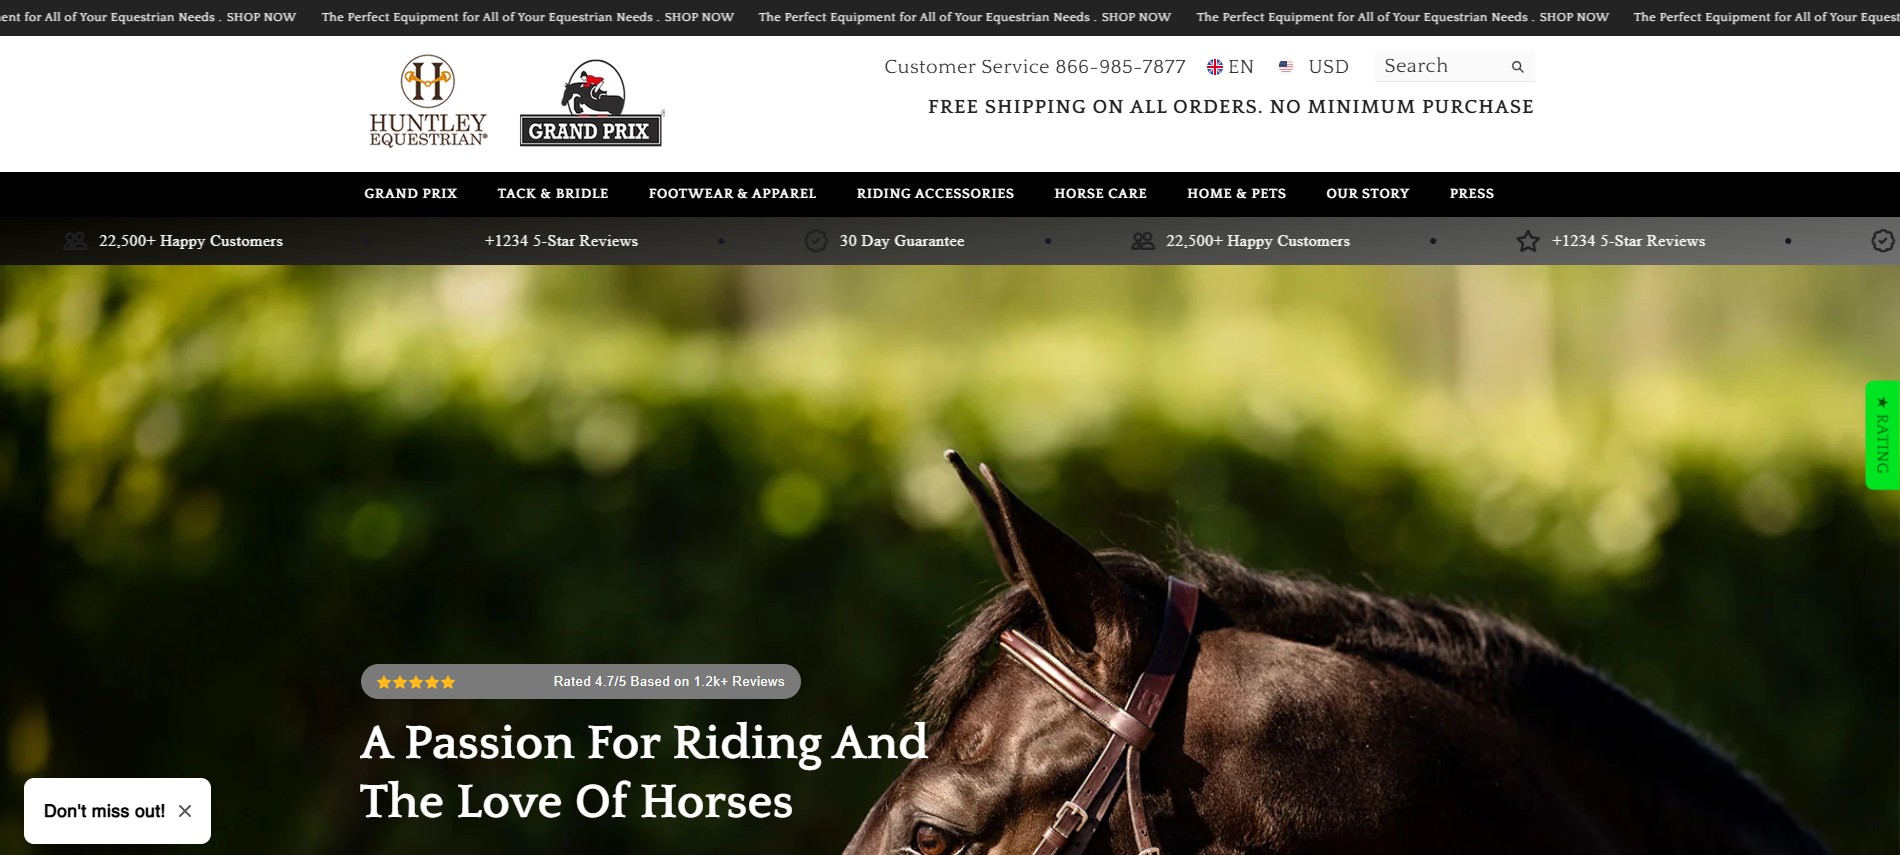 ent for All of Your Equestrian Needs . SHOP NOW The Perfect Equipment for All of Your Equestrian Needs . SHOP NOW The Perfect Equipment for All of Your Equestrian Needs . SHOP NOW The Perfect Equipment for All of Your Equestrian Needs . SHOP NOW The Perfect Equipment for All of Your Equest
Customer Service 866-985-7877 EN USD Search
FREE SHIPPING ON ALL ORDERS. NO MINIMUM PURCHASE
H
HUNTLEY
EQUESTRIAN®
GRAND PRIX
GRAND PRIX TACK & BRIDLE FOOTWEAR & APPAREL RIDING ACCESSORIES HORSE CARE HOME & PETS OUR STORY PRESS
22,500+ Happy Customers • +1234 5-Star Reviews • 30 Day Guarantee • 22,500+ Happy Customers • +1234 5-Star Reviews •
★ RATING
Rated 4.7/5 Based on 1.2k+ Reviews
A Passion For Riding And
The Love Of Horses
Don't miss out!